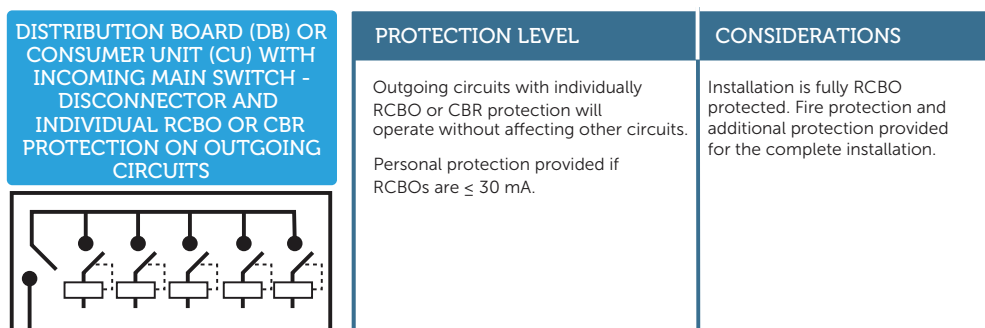 DISTRIBUTION BOARD (DB) OR
CONSUMER UNIT (CU) WITH
INCOMING MAIN SWITCH -
DISCONNECTOR AND
INDIVIDUAL RCBO OR CBR
PROTECTION ON OUTGOING
CIRCUITS
PROTECTION LEVEL
Outgoing circuits with individually
RCBO or CBR protection will
operate without affecting other circuits.
Personal protection provided if
RCBOs are ≤ 30 mA.
CONSIDERATIONS
Installation is fully RCBO
protected. Fire protection and
additional protection provided
for the complete installation.